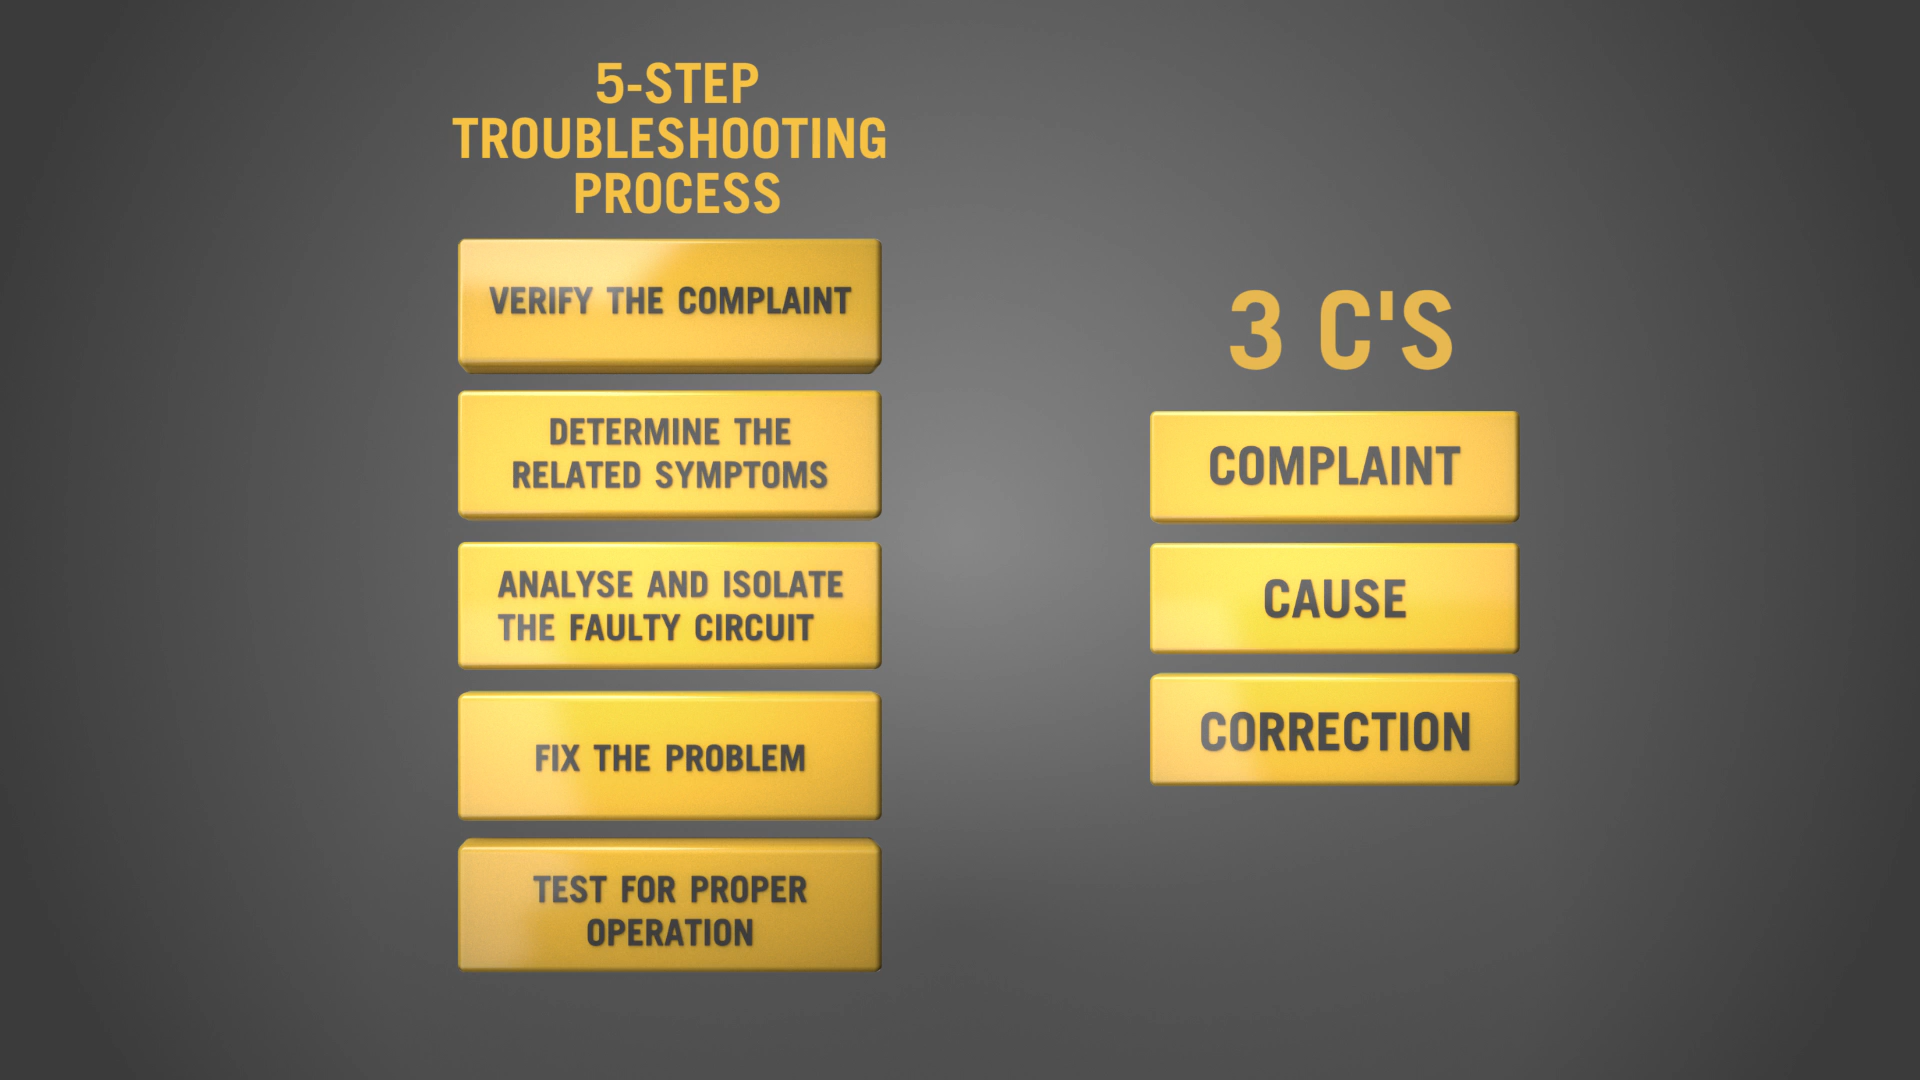 5-STEP
TROUBLESHOOTING
PROCESS
VERIFY THE COMPLAINT
DETERMINE THE
RELATED SYMPTOMS
ANALYSE AND ISOLATE
THE FAULTY CIRCUIT
FIX THE PROBLEM
TEST FOR PROPER
OPERATION
3 C'S
COMPLAINT
CAUSE
CORRECTION